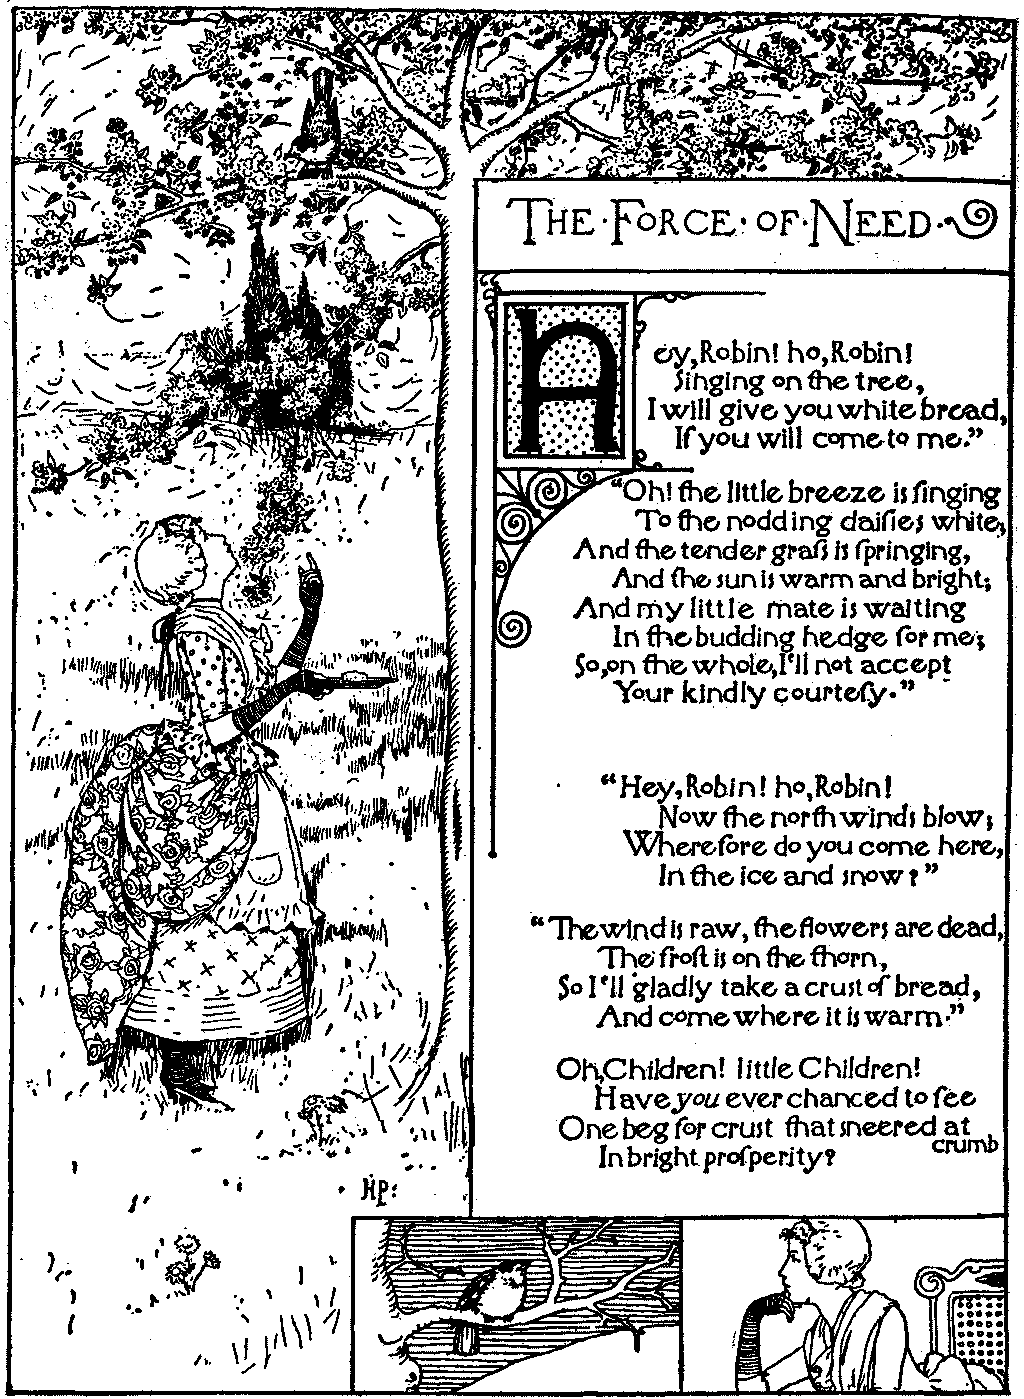 THE · FORCE · OF · NEED ·
Hey, Robin! ho, Robin!
Singing on the tree,
I will give you white bread,
If you will come to me."
"Oh! the little breeze is ſinging
To the nodding daiſies white,
And the tender graſs is ſpringing,
And the sun is warm and bright;
And my little mate is waiting
In the budding hedge for me;
So, on the whole, I'll not accept
Your kindly courteſy."
"Hey, Robin! ho, Robin!
Now the north winds blow;
Wherefore do you come here,
In the ice and snow?"
"The wind is raw, the flowers are dead,
The froſt is on the thorn,
So I'll gladly take a crust of bread,
And come where it is warm."
Oh, Children! little Children!
Have you ever chanced to ſee
One beg for crust that sneered at
crumb
In bright proſperity?
HP: